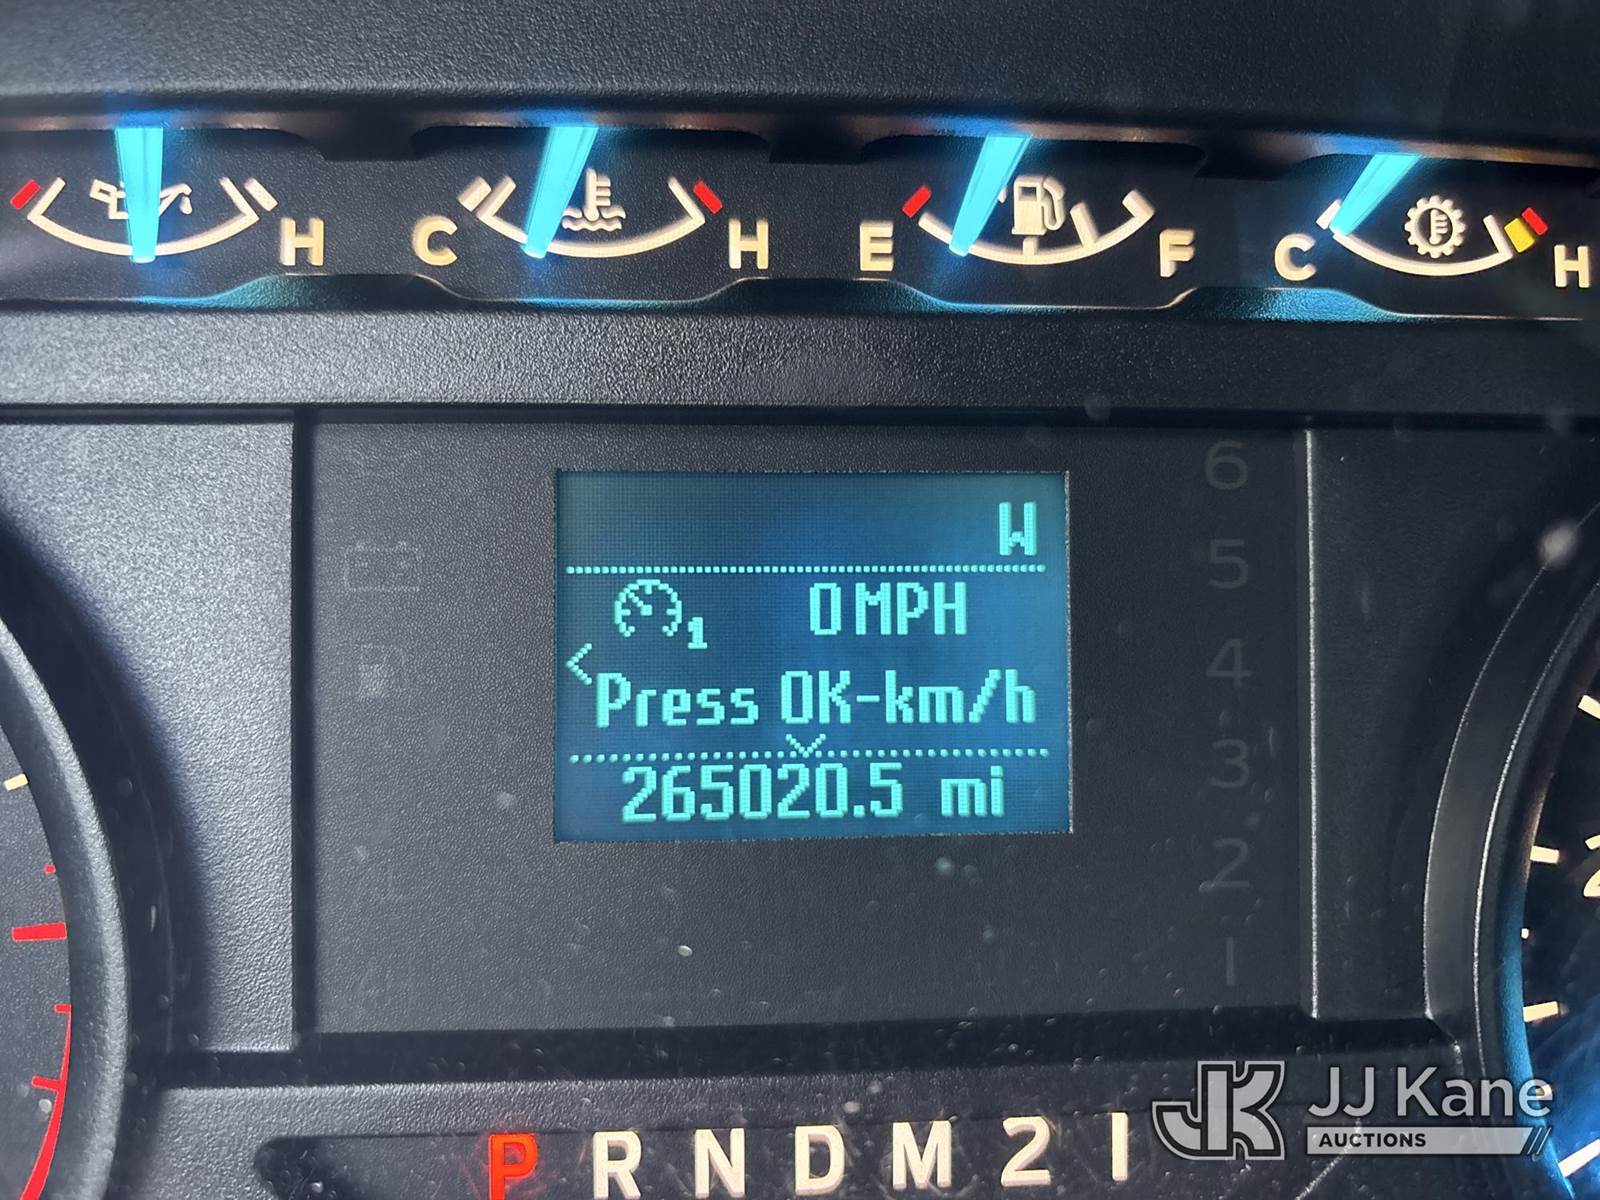 H C H E F C H
6
W
5
1 0 MPH
4
< Press OK-km/h
3
265020.5 mi
2
1
P R N D M 2 1
JJ Kane
AUCTIONS